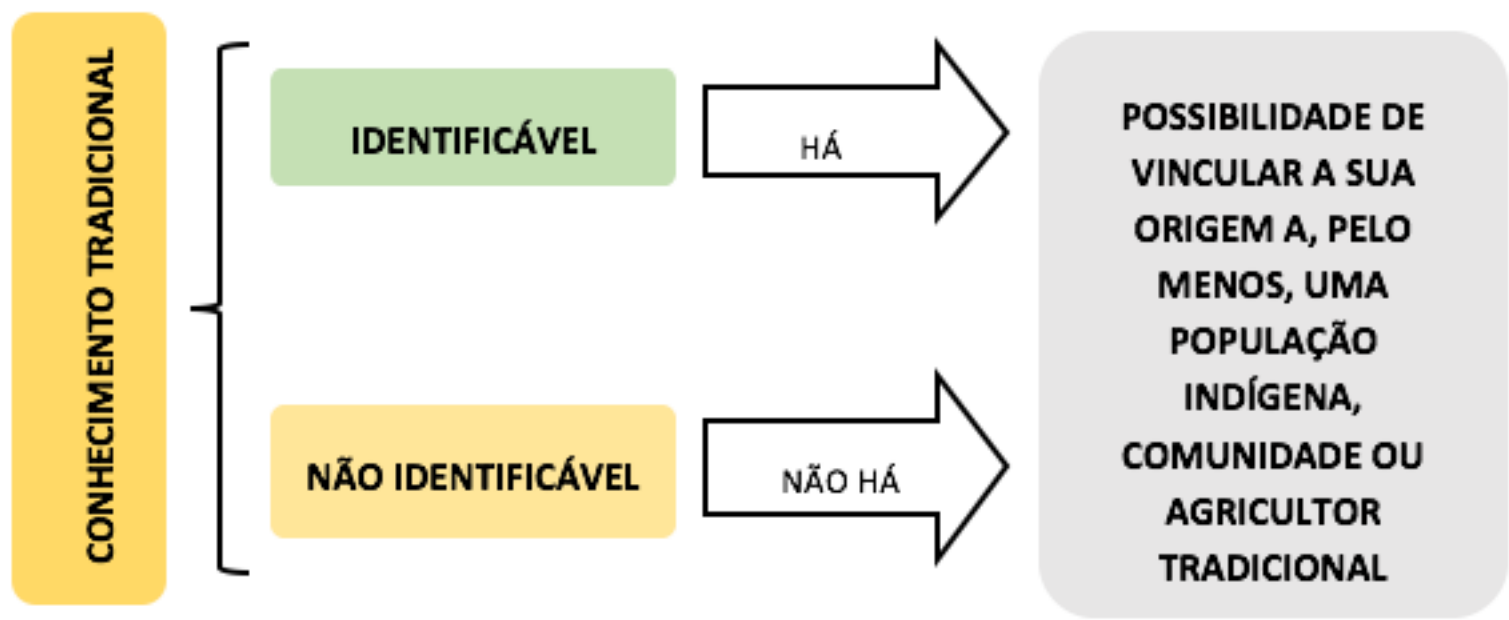 CONHECIMENTO TRADICIONAL
IDENTIFICÁVEL
HÁ
NÃO IDENTIFICÁVEL
NÃO HÁ
POSSIBILIDADE DE
VINCULAR A SUA
ORIGEM A, PELO
MENOS, UMA
POPULAÇÃO
INDÍGENA,
COMUNIDADE OU
AGRICULTOR
TRADICIONAL